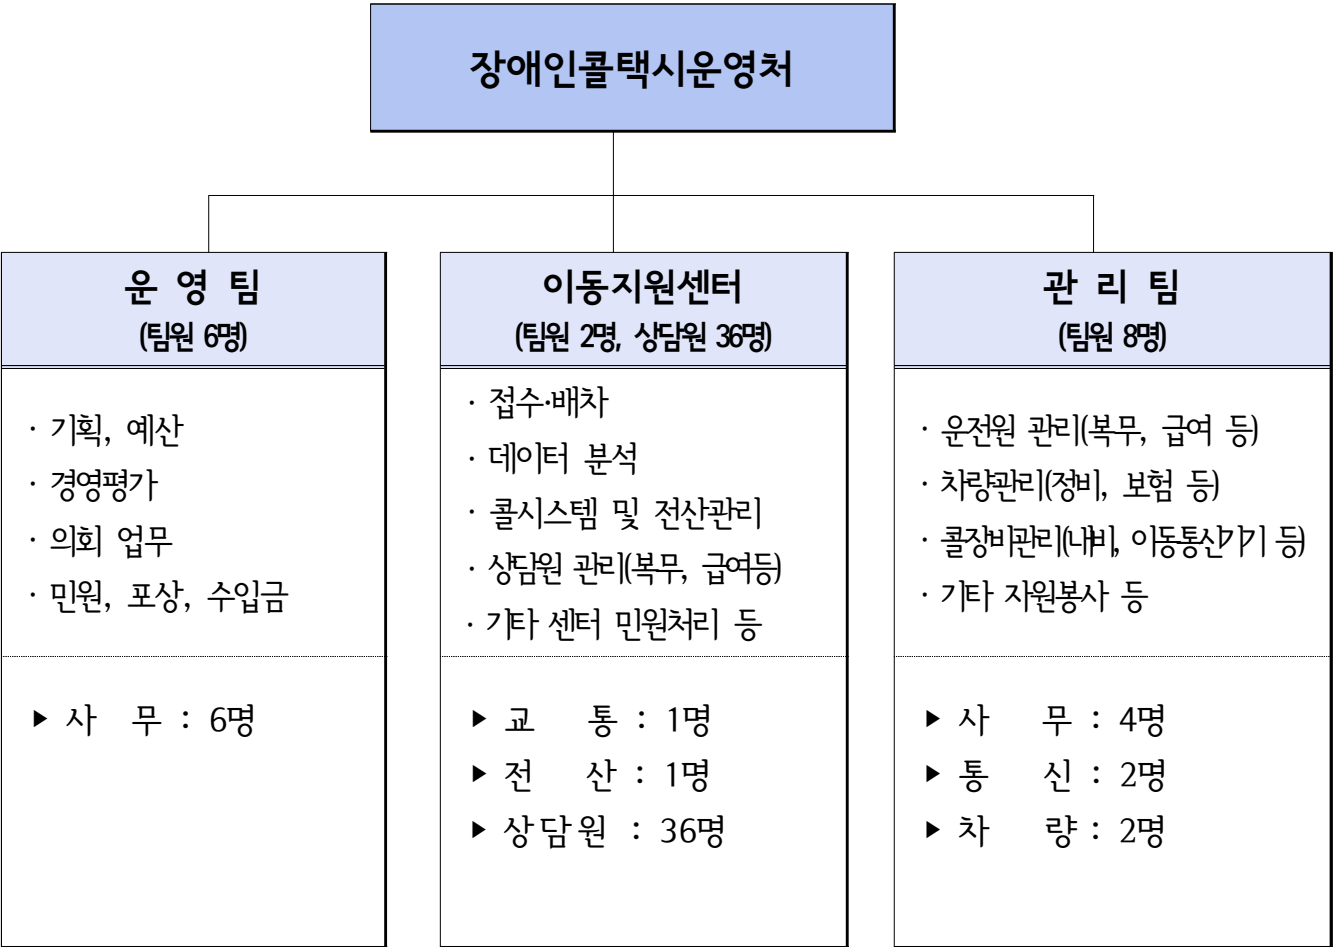 장애인콜택시운영처
운 영 팀
(팀원 6명)
· 기획, 예산
· 경영평가
· 의회 업무
· 민원, 포상, 수입금
▶ 사 무 : 6명
이동지원센터
(팀원 2명, 상담원 36명)
· 접수·배차
· 데이터 분석
· 콜시스템 및 전산관리
· 상담원 관리(복무, 급여등)
· 기타 센터 민원처리 등
▶ 교 통 : 1명
▶ 전 산 : 1명
▶ 상담원 : 36명
관 리 팀
(팀원 8명)
· 운전원 관리(복무, 급여 등)
· 차량관리(정비, 보험 등)
· 콜장비관리(내비, 이동통신기기 등)
· 기타 자원봉사 등
▶ 사 무 : 4명
▶ 통 신 : 2명
▶ 차 량 : 2명